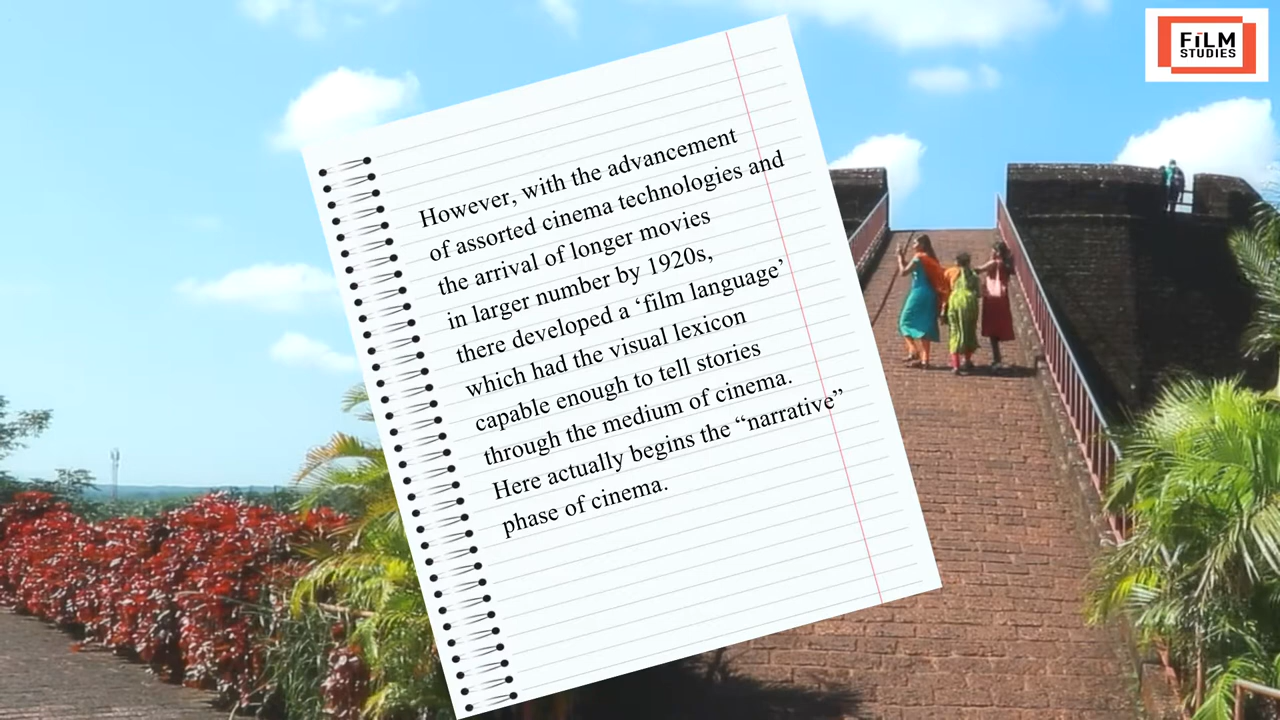 FiLM
STUDIES
However, with the advancement
of assorted cinema technologies and
the arrival of longer movies
in larger number by 1920s,
there developed a ‘film language’
which had the visual lexicon
capable enough to tell stories
through the medium of cinema.
Here actually begins the “narrative”
phase of cinema.